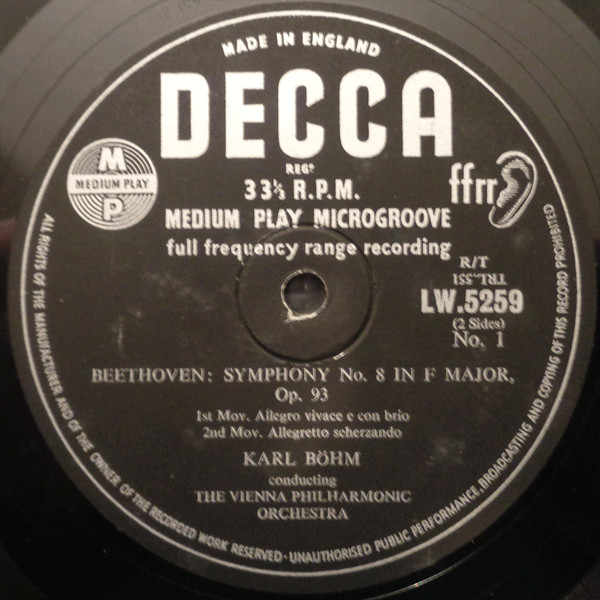 MADE IN ENGLAND
DECCA
REGD
33⅓ R.P.M.
MEDIUM PLAY MICROGROOVE
full frequency range recording
M
MEDIUM PLAY
P
ffrr
R/T
LW.5259
(2 Sides)
No. 1
BEETHOVEN: SYMPHONY No. 8 IN F MAJOR,
Op. 93
1st Mov. Allegro vivace e con brio
2nd Mov. Allegretto scherzando
KARL BÖHM
conducting
THE VIENNA PHILHARMONIC
ORCHESTRA
ALL RIGHTS OF THE MANUFACTURER AND OF THE OWNER OF THE RECORDED WORK RESERVED · UNAUTHORISED PUBLIC PERFORMANCE, BROADCASTING AND COPYING OF THIS RECORD PROHIBITED